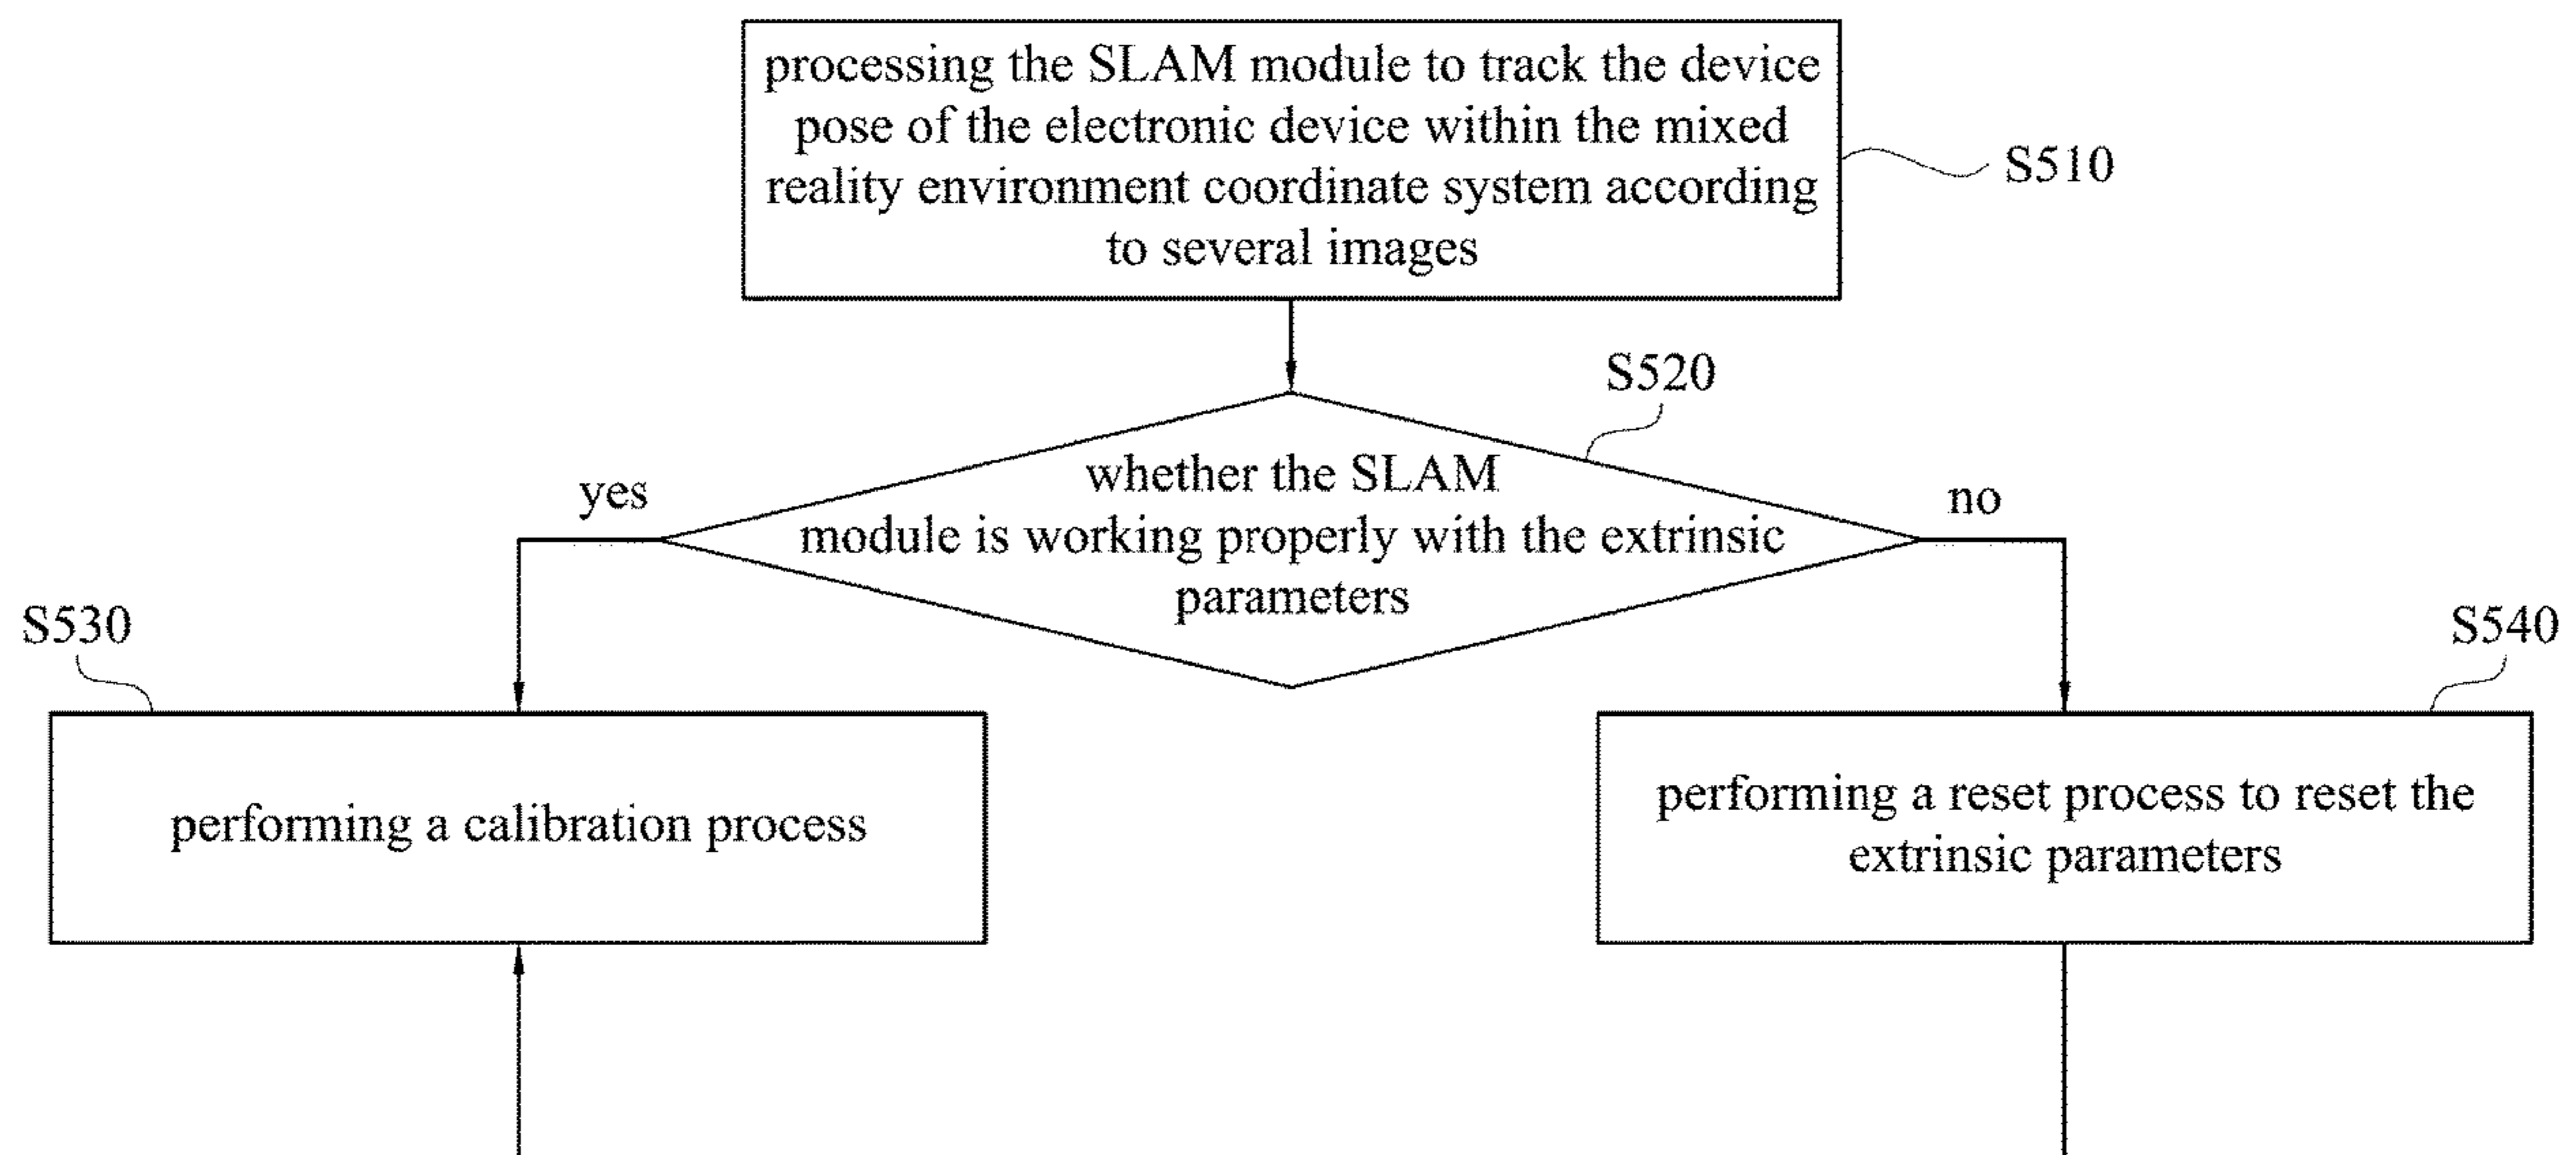 processing the SLAM module to track the device
pose of the electronic device within the mixed
reality environment coordinate system according
to several images
S510
S520
whether the SLAM
module is working properly with the extrinsic
parameters
yes
no
S530
performing a calibration process
S540
performing a reset process to reset the
extrinsic parameters